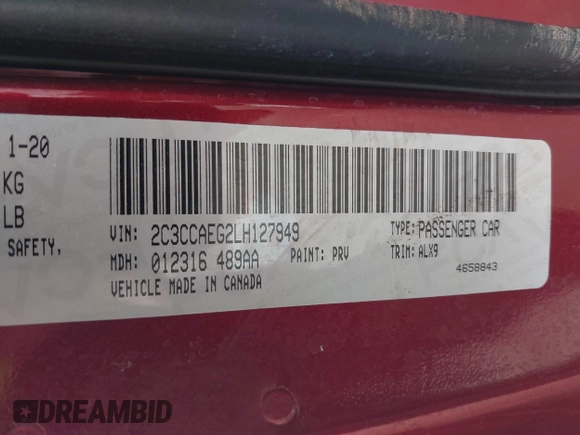 1-20
KG
LB
SAFETY,
VIN: 2C3CCAEG2LH127949 TYPE: PASSENGER CAR
MDH: 012316 489AA PAINT: PRV TRIM: ALX9
VEHICLE MADE IN CANADA 4658843
DREAMBID